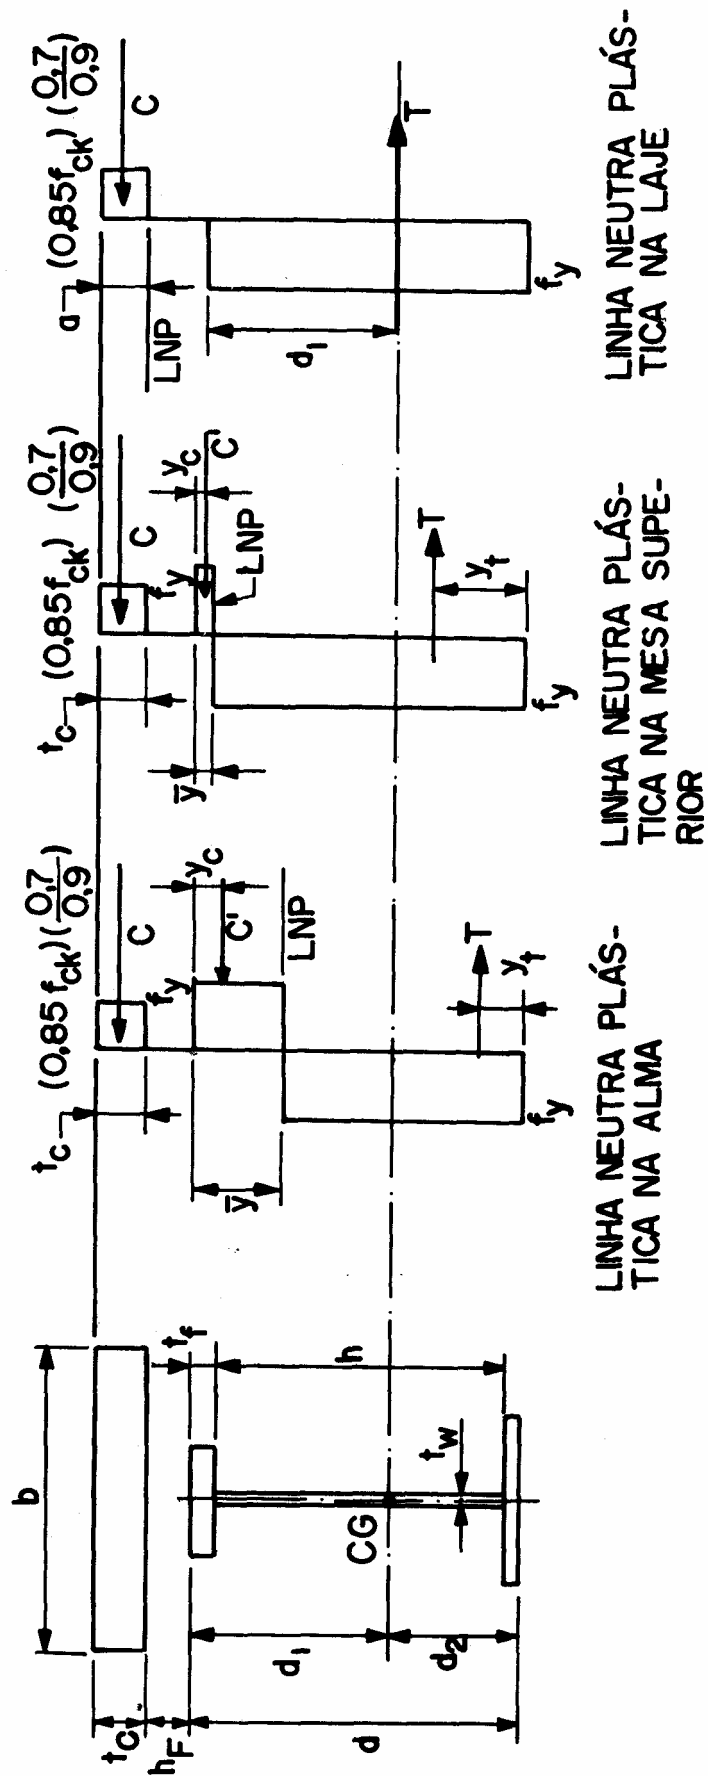 b
t_c
h_F
d
d_1
d_2
CG
t_w
t_f
h
t_c
(0,85 f_ck) (0,7/0,9)
C
f_y
y_c
C'
LNP
ȳ
T
y_t
f_y
LINHA NEUTRA PLÁS-
TICA NA ALMA
t_c
(0,85f_ck) (0,7/0,9)
C
f_y
y_c
C'
LNP
ȳ
T
y_t
f_y
LINHA NEUTRA PLÁS-
TICA NA MESA SUPE-
RIOR
a
(0,85f_ck) (0,7/0,9)
C
LNP
d_1
T
f_y
LINHA NEUTRA PLÁS-
TICA NA LAJE